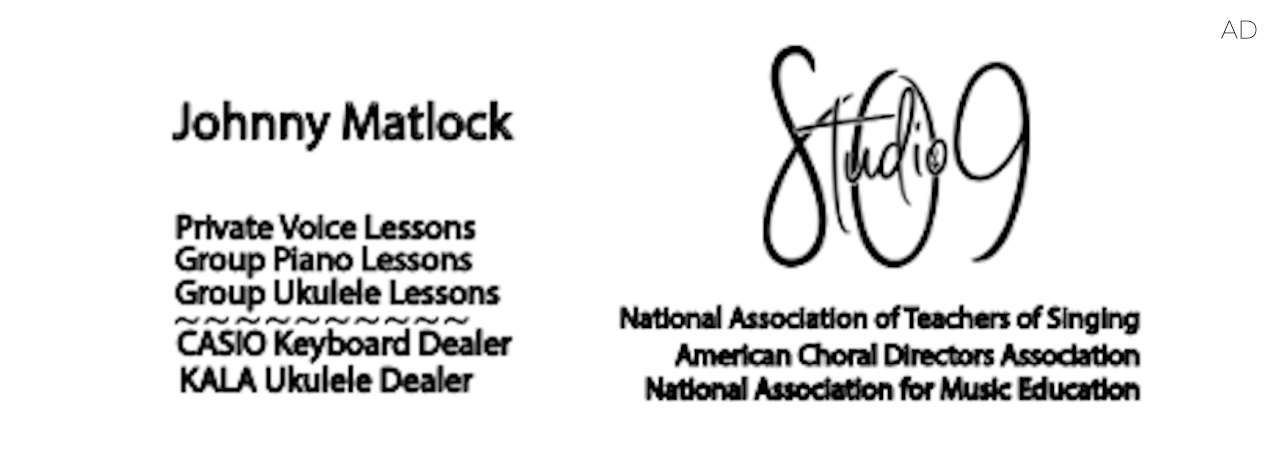 AD
Johnny Matlock
Private Voice Lessons
Group Piano Lessons
Group Ukulele Lessons
~~~~~~~~~~
CASIO Keyboard Dealer
KALA Ukulele Dealer
Studio 9
National Association of Teachers of Singing
American Choral Directors Association
National Association for Music Education